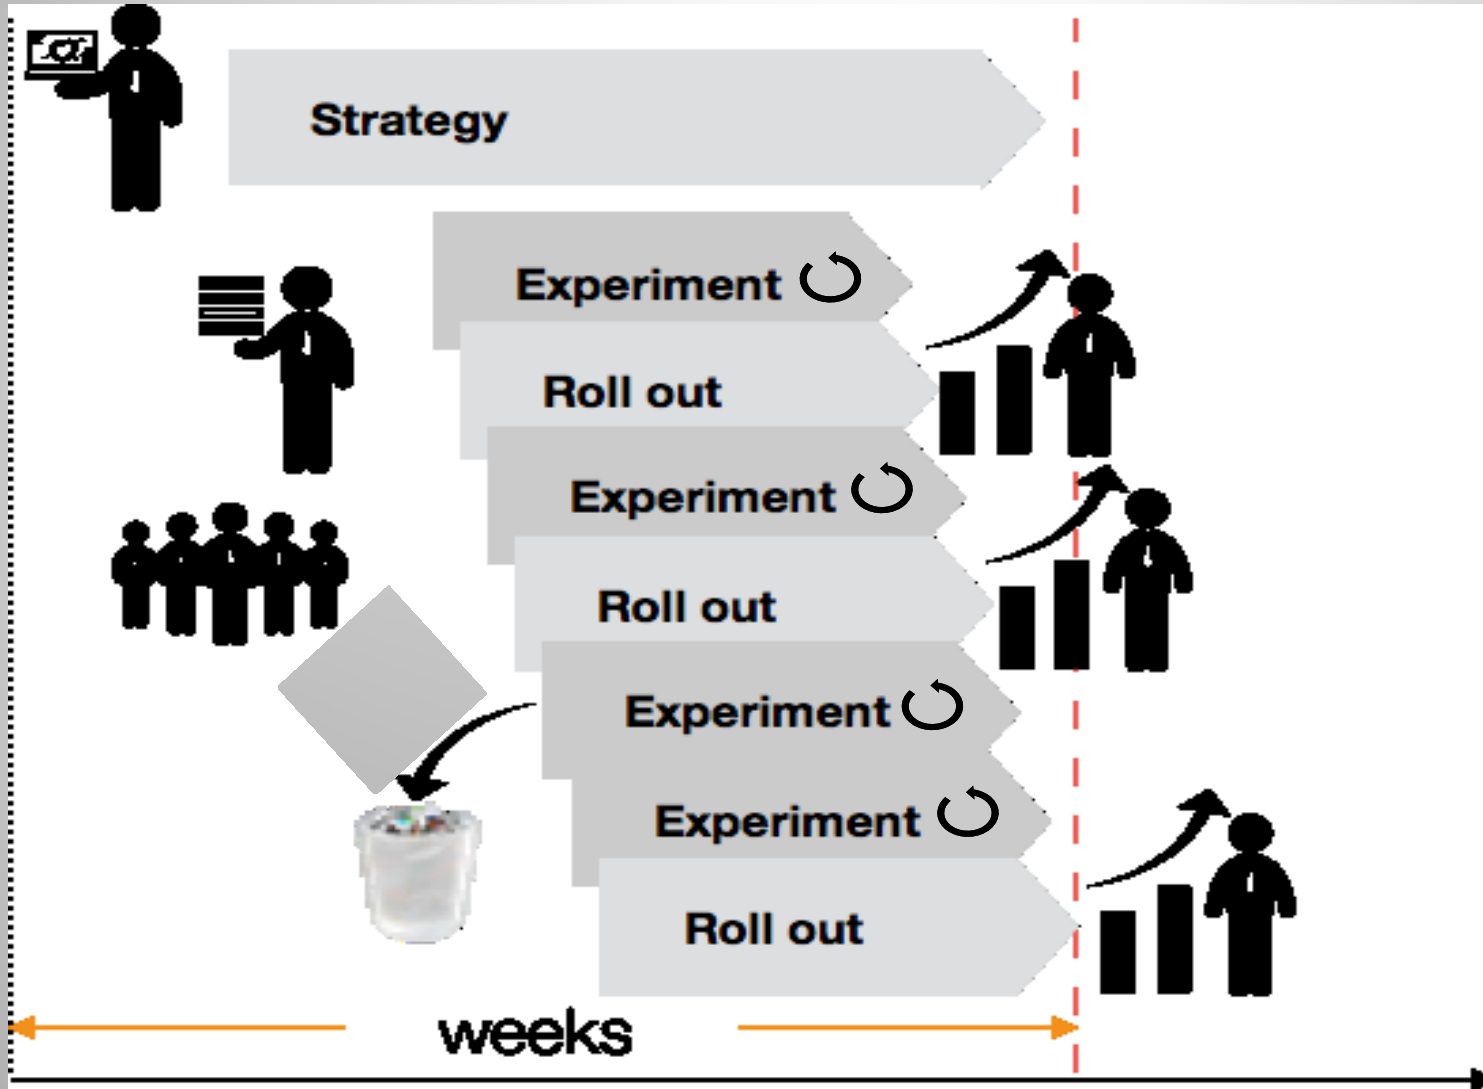 Strategy
Experiment
Roll out
Experiment
Roll out
Experiment
Experiment
Roll out
weeks